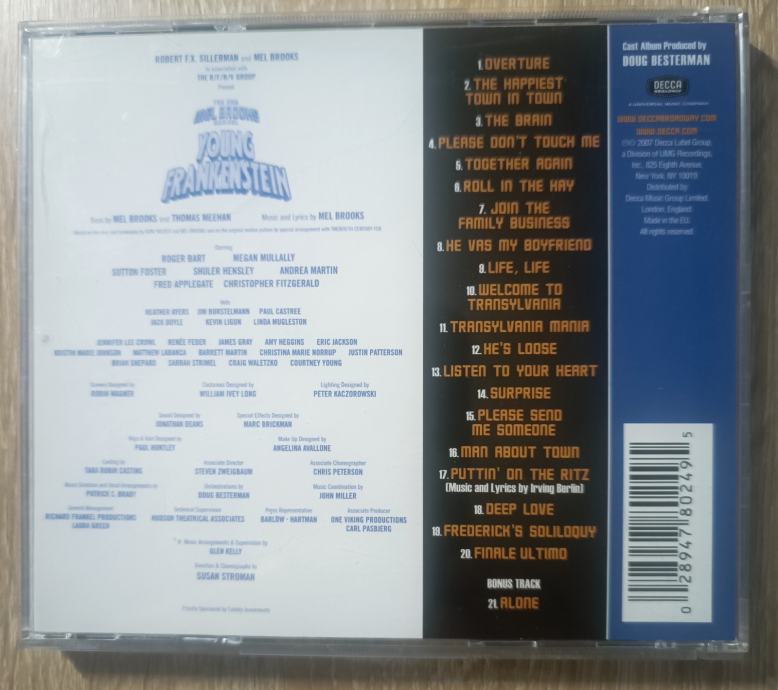 ROBERT F.X. SILLERMAN and MEL BROOKS
In association with
THE R/F/B/V GROUP
Present
THE NEW
MEL BROOKS
MUSICAL
YOUNG
FRANKENSTEIN
Book by MEL BROOKS and THOMAS MEEHAN Music and Lyrics by MEL BROOKS
Starring
ROGER BART MEGAN MULLALLY
SUTTON FOSTER SHULER HENSLEY ANDREA MARTIN
FRED APPLEGATE CHRISTOPHER FITZGERALD
With
HEATHER AYERS JIM BORSTELMANN PAUL CASTREE
JACK DOYLE KEVIN LIGON LINDA MUGLESTON
JENNIFER LEE CROWL RENÉE FEDER JAMES GRAY AMY HEGGINS ERIC JACKSON
KRISTIN MARIE JOHNSON MATTHEW LABANCA BARRETT MARTIN CHRISTINA MARIE NORRUP JUSTIN PATTERSON
BRIAN SHEPARD SARRAH STRIMEL CRAIG WALETZKO COURTNEY YOUNG
Scenery Designed by Costumes Designed by Lighting Designed by
ROBIN WAGNER WILLIAM IVEY LONG PETER KACZOROWSKI
Sound Designed by Special Effects Designed by
JONATHAN DEANS MARC BRICKMAN
Wigs & Hair Designed by Make Up Designed by
PAUL HUNTLEY ANGELINA AVALLONE
Casting by Associate Director Associate Choreographer
TARA RUBIN CASTING STEVEN ZWEIGBAUM CHRIS PETERSON
Music Direction and Vocal Arrangements by Orchestrations by Music Coordination by
PATRICK S. BRADY DOUG BESTERMAN JOHN MILLER
General Management Technical Supervision Press Representation Associate Producer
RICHARD FRANKEL PRODUCTIONS HUDSON THEATRICAL ASSOCIATES BARLOW · HARTMAN ONE VIKING PRODUCTIONS
LAURA GREEN CARL PASBJERG
Music Arrangements & Supervision by
GLEN KELLY
Direction & Choreography by
SUSAN STROMAN
1. OVERTURE
2. THE HAPPIEST
TOWN IN TOWN
3. THE BRAIN
4. PLEASE DON'T TOUCH ME
5. TOGETHER AGAIN
6. ROLL IN THE HAY
7. JOIN THE
FAMILY BUSINESS
8. HE VAS MY BOYFRIEND
9. LIFE, LIFE
10. WELCOME TO
TRANSYLVANIA
11. TRANSYLVANIA MANIA
12. HE'S LOOSE
13. LISTEN TO YOUR HEART
14. SURPRISE
15. PLEASE SEND
ME SOMEONE
16. MAN ABOUT TOWN
17. PUTTIN' ON THE RITZ
(Music and Lyrics by Irving Berlin)
18. DEEP LOVE
19. FREDERICK'S SOLILOQUY
20. FINALE ULTIMO
BONUS TRACK
21. ALONE
Cast Album Produced by
DOUG BESTERMAN
DECCA
BROADWAY
A UNIVERSAL MUSIC COMPANY
WWW.DECCABROADWAY.COM
WWW.DECCA.COM
℗© 2007 Decca Label Group,
a Division of UMG Recordings,
Inc., 825 Eighth Avenue,
New York, NY 10019
Distributed by
Decca Music Group Limited,
London, England
Made in the EU.
All rights reserved.
0 28947 80249 5